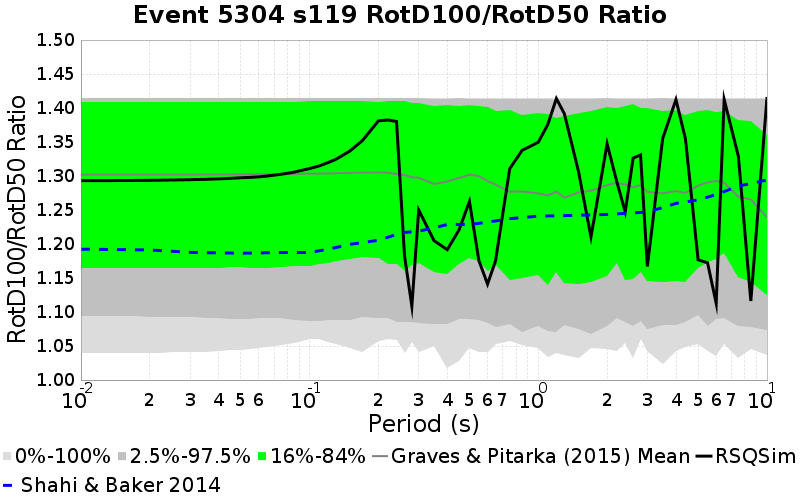 Event 5304 s119 RotD100/RotD50 Ratio
RotD100/RotD50 Ratio
1.50
1.45
1.40
1.35
1.30
1.25
1.20
1.15
1.10
1.05
1.00
10^-2 2 3 4 5 6 10^-1 2 3 4 5 6 7 10^0 2 3 4 5 6 7 10^1
Period (s)
0%-100% 2.5%-97.5% 16%-84% Graves & Pitarka (2015) Mean RSQSim
Shahi & Baker 2014